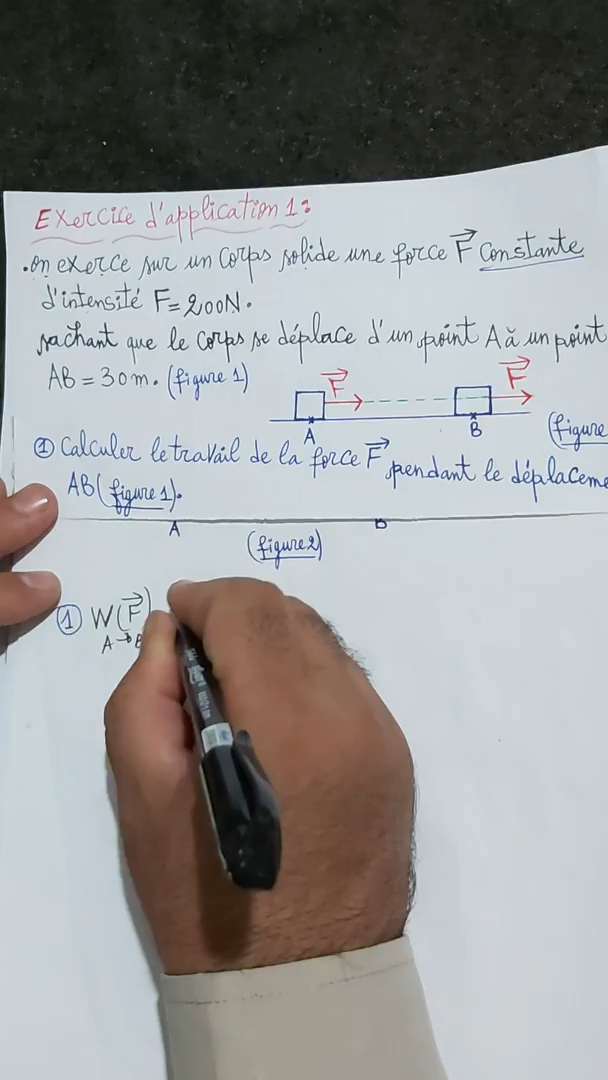 Exercice d'application 1:
.on exerce sur un corps solide une force F constante
d'intensité F=200N.
sachant que le corps se déplace d'un point A à un point
AB = 30m. (figure 1)
F F
A B (figure
① Calculer le travail de la force F pendant le déplaceme
AB (figure 1).
A B
(figure 2)
① W(F)
A→B